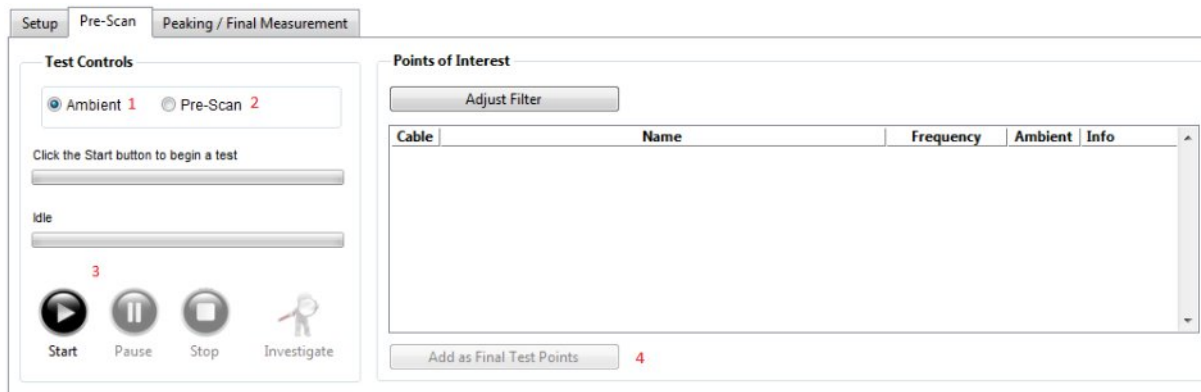 Setup Pre-Scan Peaking / Final Measurement
Test Controls
Ambient 1 Pre-Scan 2
Click the Start button to begin a test
Idle
3
Start Pause Stop Investigate
Points of Interest
Adjust Filter
Cable Name Frequency Ambient Info
Add as Final Test Points 4